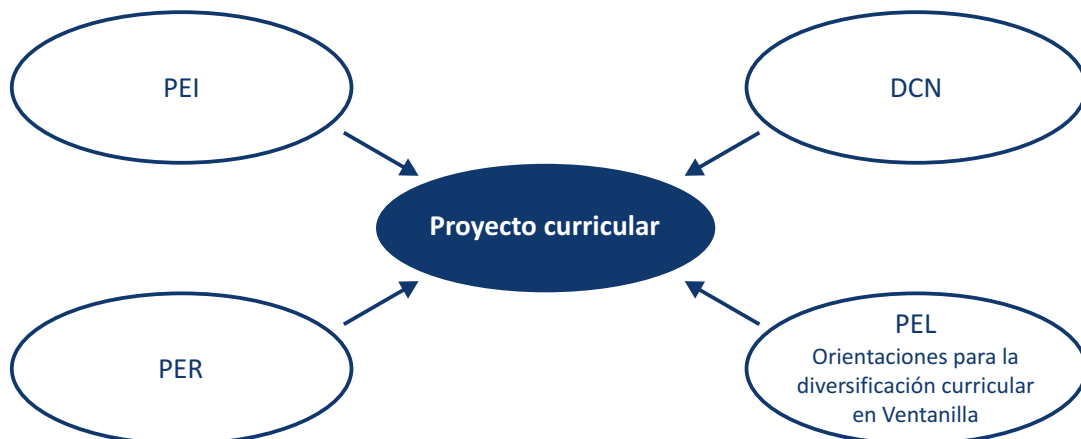 PEI
DCN
Proyecto curricular
PER
PEL
Orientaciones para la
diversificación curricular
en Ventanilla